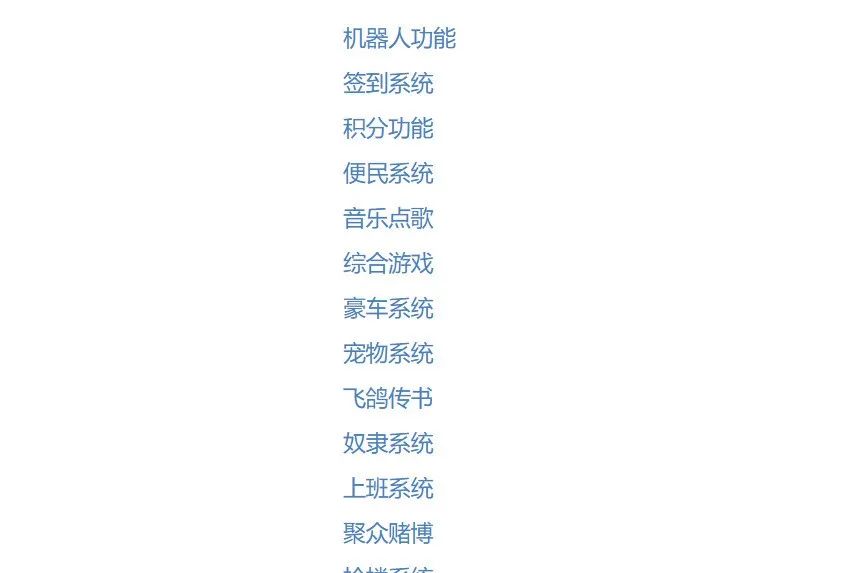 机器人功能
签到系统
积分功能
便民系统
音乐点歌
综合游戏
豪车系统
宠物系统
飞鸽传书
奴隶系统
上班系统
聚众赌博